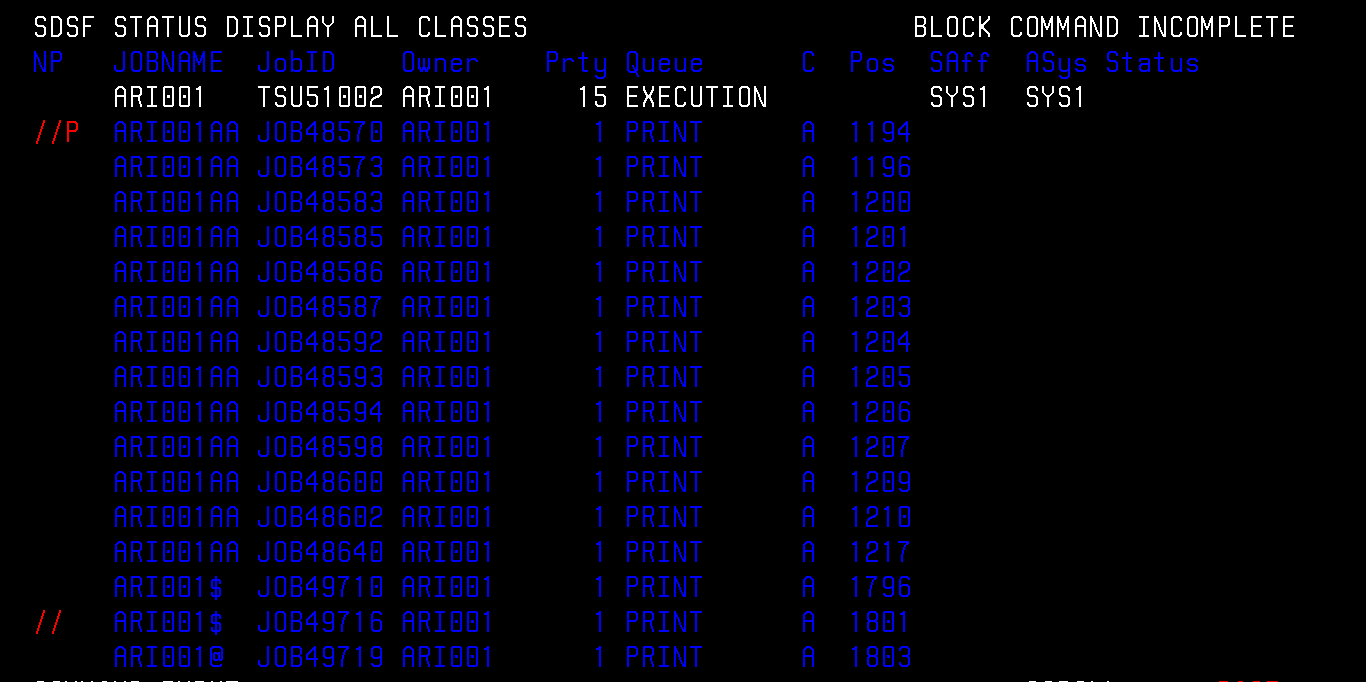 SDSF STATUS DISPLAY ALL CLASSES BLOCK COMMAND INCOMPLETE
NP JOBNAME JobID Owner Prty Queue C Pos SAff ASys Status
ARI001 TSU51002 ARI001 15 EXECUTION SYS1 SYS1
//P ARI001AA JOB48570 ARI001 1 PRINT A 1194
ARI001AA JOB48573 ARI001 1 PRINT A 1196
ARI001AA JOB48583 ARI001 1 PRINT A 1200
ARI001AA JOB48585 ARI001 1 PRINT A 1201
ARI001AA JOB48586 ARI001 1 PRINT A 1202
ARI001AA JOB48587 ARI001 1 PRINT A 1203
ARI001AA JOB48592 ARI001 1 PRINT A 1204
ARI001AA JOB48593 ARI001 1 PRINT A 1205
ARI001AA JOB48594 ARI001 1 PRINT A 1206
ARI001AA JOB48598 ARI001 1 PRINT A 1207
ARI001AA JOB48600 ARI001 1 PRINT A 1209
ARI001AA JOB48602 ARI001 1 PRINT A 1210
ARI001AA JOB48640 ARI001 1 PRINT A 1217
ARI001$ JOB49710 ARI001 1 PRINT A 1796
// ARI001$ JOB49716 ARI001 1 PRINT A 1801
ARI001@ JOB49719 ARI001 1 PRINT A 1803